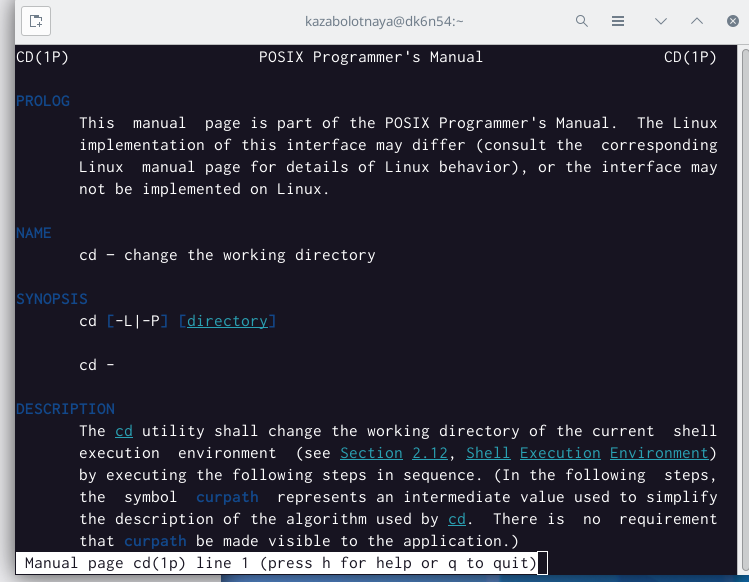 kazabolotnaya@dk6n54:~
CD(1P) POSIX Programmer's Manual CD(1P)
PROLOG
This manual page is part of the POSIX Programmer's Manual. The Linux
implementation of this interface may differ (consult the corresponding
Linux manual page for details of Linux behavior), or the interface may
not be implemented on Linux.
NAME
cd - change the working directory
SYNOPSIS
cd [-L|-P] [directory]
cd -
DESCRIPTION
The cd utility shall change the working directory of the current shell
execution environment (see Section 2.12, Shell Execution Environment)
by executing the following steps in sequence. (In the following steps,
the symbol curpath represents an intermediate value used to simplify
the description of the algorithm used by cd. There is no requirement
that curpath be made visible to the application.)
Manual page cd(1p) line 1 (press h for help or q to quit)